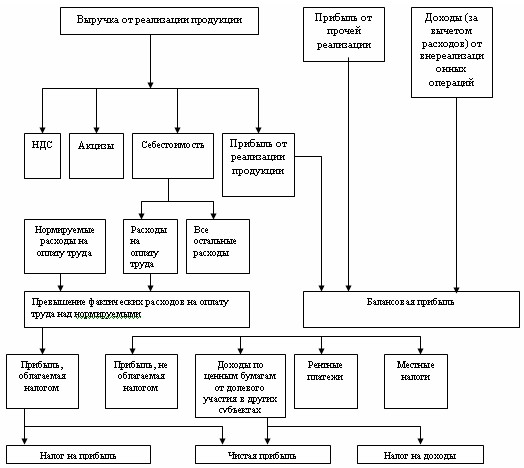 Выручка от реализации продукции
Прибыль от
прочей
реализации
Доходы (за
вычетом
расходов) от
внереализаци
онных
операций
НДС
Акцизы
Себестоимость
Прибыль от
реализации
продукции
Нормируемые
расходы на
оплату труда
Расходы
на
оплату
труда
Все
остальные
расходы
Превышение фактических расходов на оплату
труда над нормируемыми
Балансовая прибыль
Прибыль,
облагаемая
налогом
Прибыль, не
облагаемая
налогом
Доходы по
ценным бумагам
от долевого
участия в других
субъектах
Рентные
платежи
Местные
налоги
Налог на прибыль
Чистая прибыль
Налог на доходы